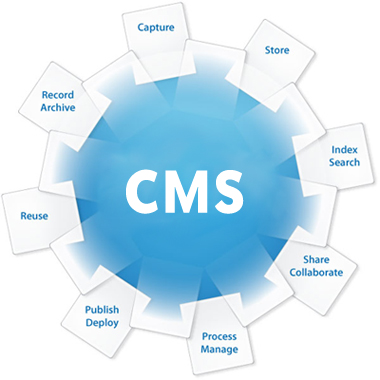 Capture
Store
Index
Search
Share
Collaborate
Process
Manage
Publish
Deploy
Reuse
Record
Archive
CMS